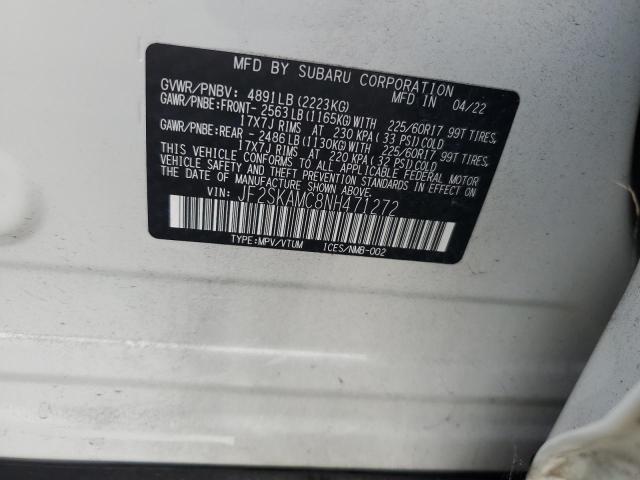 MFD BY SUBARU CORPORATION
GVWR/PNBV: 4891LB(2223KG) MFD IN 04/22
GAWR/PNBE:FRONT- 2563LB(1165KG)WITH 225/60R17 99T TIRES,
17X7J RIMS AT 230 KPA(33 PSI)COLD
GAWR/PNBE:REAR - 2486LB(1130KG)WITH 225/60R17 99T TIRES,
17X7J RIMS AT 220 KPA(32 PSI)COLD
THIS VEHICLE CONFORMS TO ALL APPLICABLE FEDERAL MOTOR
VEHICLE SAFETY AND THEFT PREVENTION STANDARDS IN EFFECT
ON THE DATE OF MANUFACTURE SHOWN ABOVE.
VIN: JF2SKAMC8NH471272
TYPE:MPV/VTUM ICES/NMB-002